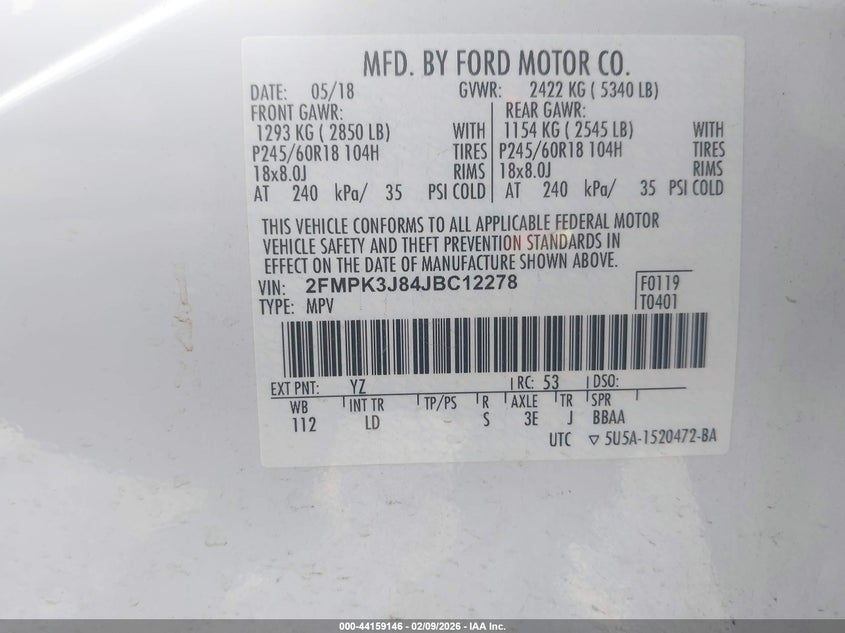 MFD. BY FORD MOTOR CO.
DATE: 05/18 GVWR: 2422 KG ( 5340 LB)
FRONT GAWR: REAR GAWR:
1293 KG ( 2850 LB) WITH 1154 KG ( 2545 LB) WITH
P245/60R18 104H TIRES P245/60R18 104H TIRES
18x8.0J RIMS 18x8.0J RIMS
AT 240 kPa/ 35 PSI COLD AT 240 kPa/ 35 PSI COLD
THIS VEHICLE CONFORMS TO ALL APPLICABLE FEDERAL MOTOR
VEHICLE SAFETY AND THEFT PREVENTION STANDARDS IN
EFFECT ON THE DATE OF MANUFACTURE SHOWN ABOVE.
VIN: 2FMPK3J84JBC12278 F0119
TYPE: MPV T0401
EXT PNT: YZ RC: 53 DSO:
WB INT TR TP/PS R AXLE TR SPR
112 LD S 3E J BBAA
UTC ▽ 5U5A-1520472-BA
000-44159146 - 02/09/2026 - IAA Inc.